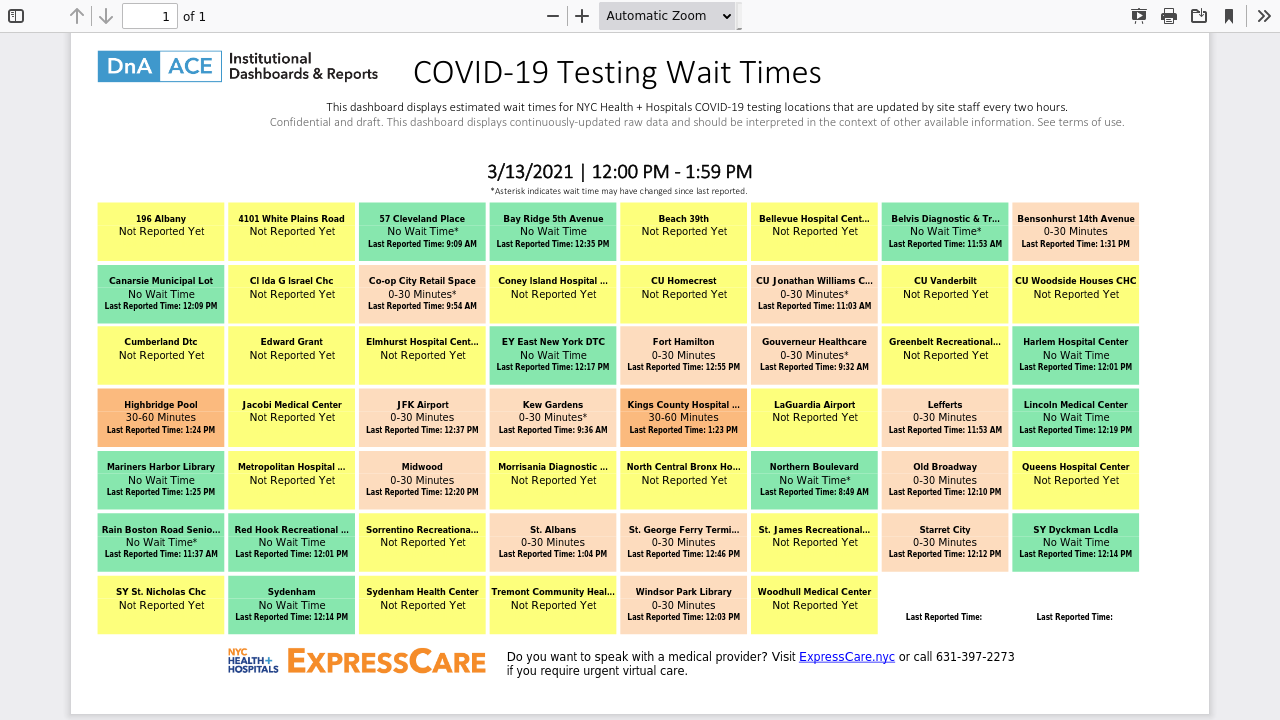 1 of 1 Automatic Zoom
DnA ACE Institutional
Dashboards & Reports
COVID-19 Testing Wait Times
This dashboard displays estimated wait times for NYC Health + Hospitals COVID-19 testing locations that are updated by site staff every two hours.
Confidential and draft. This dashboard displays continuously-updated raw data and should be interpreted in the context of other available information. See terms of use.
3/13/2021 | 12:00 PM - 1:59 PM
*Asterisk indicates wait time may have changed since last reported.
196 Albany 4101 White Plains Road 57 Cleveland Place Bay Ridge 5th Avenue Beach 39th Bellevue Hospital Cent... Belvis Diagnostic & Tr... Bensonhurst 14th Avenue
Not Reported Yet Not Reported Yet No Wait Time* No Wait Time Not Reported Yet Not Reported Yet No Wait Time* 0-30 Minutes
Last Reported Time: 9:09 AM Last Reported Time: 12:35 PM Last Reported Time: 11:53 AM Last Reported Time: 1:31 PM
Canarsie Municipal Lot Cl Ida G Israel Chc Co-op City Retail Space Coney Island Hospital ... CU Homecrest CU Jonathan Williams C... CU Vanderbilt CU Woodside Houses CHC
No Wait Time Not Reported Yet 0-30 Minutes* Not Reported Yet Not Reported Yet 0-30 Minutes* Not Reported Yet Not Reported Yet
Last Reported Time: 12:09 PM Last Reported Time: 9:54 AM Last Reported Time: 11:03 AM
Cumberland Dtc Edward Grant Elmhurst Hospital Cent... EY East New York DTC Fort Hamilton Gouverneur Healthcare Greenbelt Recreational... Harlem Hospital Center
Not Reported Yet Not Reported Yet Not Reported Yet No Wait Time 0-30 Minutes 0-30 Minutes* Not Reported Yet No Wait Time
Last Reported Time: 12:17 PM Last Reported Time: 12:55 PM Last Reported Time: 9:32 AM Last Reported Time: 12:01 PM
Highbridge Pool Jacobi Medical Center JFK Airport Kew Gardens Kings County Hospital ... LaGuardia Airport Lefferts Lincoln Medical Center
30-60 Minutes Not Reported Yet 0-30 Minutes 0-30 Minutes* 30-60 Minutes Not Reported Yet 0-30 Minutes No Wait Time
Last Reported Time: 1:24 PM Last Reported Time: 12:37 PM Last Reported Time: 9:36 AM Last Reported Time: 1:23 PM Last Reported Time: 11:53 AM Last Reported Time: 12:19 PM
Mariners Harbor Library Metropolitan Hospital ... Midwood Morrisania Diagnostic ... North Central Bronx Ho... Northern Boulevard Old Broadway Queens Hospital Center
No Wait Time Not Reported Yet 0-30 Minutes Not Reported Yet Not Reported Yet No Wait Time* 0-30 Minutes Not Reported Yet
Last Reported Time: 1:25 PM Last Reported Time: 12:20 PM Last Reported Time: 8:49 AM Last Reported Time: 12:10 PM
Rain Boston Road Senio... Red Hook Recreational ... Sorrentino Recreationa... St. Albans St. George Ferry Termi... St. James Recreational... Starret City SY Dyckman Lcdla
No Wait Time* No Wait Time Not Reported Yet 0-30 Minutes 0-30 Minutes Not Reported Yet 0-30 Minutes No Wait Time
Last Reported Time: 11:37 AM Last Reported Time: 12:01 PM Last Reported Time: 1:04 PM Last Reported Time: 12:46 PM Last Reported Time: 12:12 PM Last Reported Time: 12:14 PM
SY St. Nicholas Chc Sydenham Sydenham Health Center Tremont Community Heal... Windsor Park Library Woodhull Medical Center
Not Reported Yet No Wait Time Not Reported Yet Not Reported Yet 0-30 Minutes Not Reported Yet
Last Reported Time: 12:14 PM Last Reported Time: 12:03 PM Last Reported Time: Last Reported Time:
NYC
HEALTH+
HOSPITALS
EXPRESSCARE
Do you want to speak with a medical provider? Visit ExpressCare.nyc or call 631-397-2273
if you require urgent virtual care.